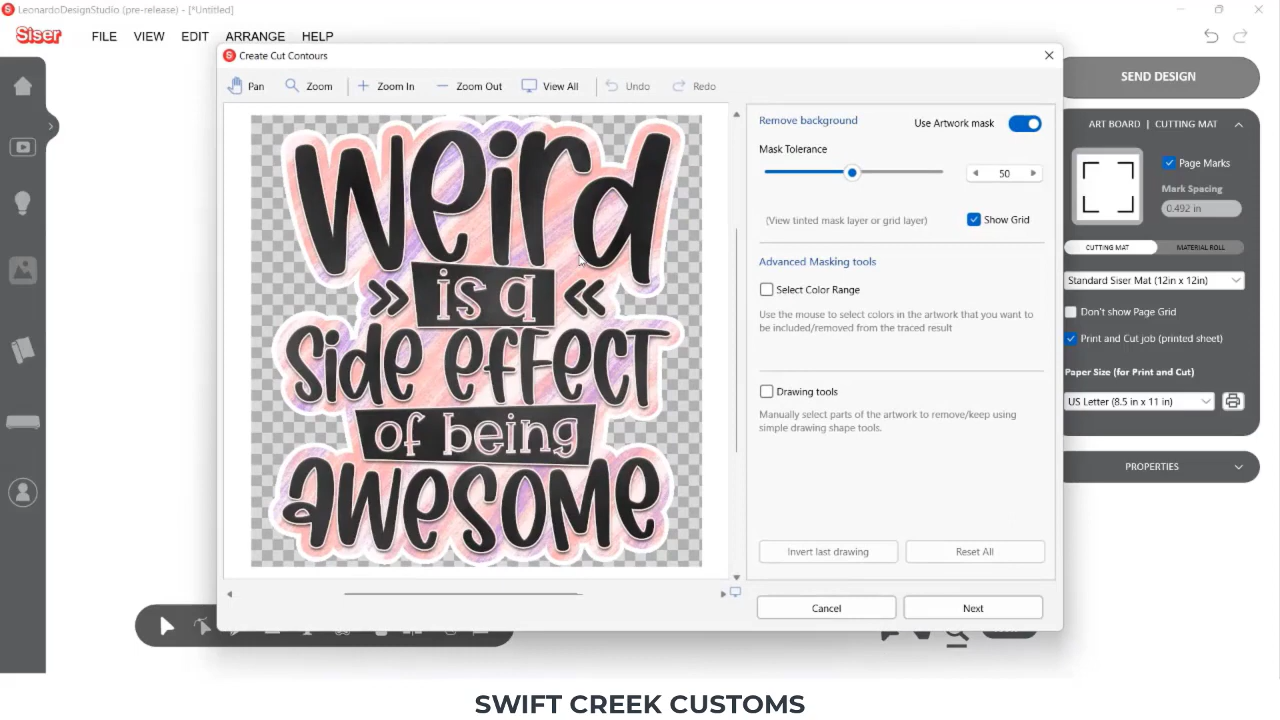 LeonardoDesignStudio (pre-release) - [*Untitled]
Siser
FILE VIEW EDIT ARRANGE HELP
S Create Cut Contours
Pan Zoom Zoom In Zoom Out View All Undo Redo
weird
is a
side effect
of being
awesome
Remove background Use Artwork mask
Mask Tolerance
50
(View tinted mask layer or grid layer) Show Grid
Advanced Masking tools
Select Color Range
Use the mouse to select colors in the artwork that you want to
be included/removed from the traced result
Drawing tools
Manually select parts of the artwork to remove/keep using
simple drawing shape tools.
Invert last drawing Reset All
Cancel Next
SEND DESIGN
ART BOARD | CUTTING MAT
Page Marks
Mark Spacing
0.492 in
CUTTING MAT MATERIAL ROLL
Standard Siser Mat (12in x 12in)
Don't show Page Grid
Print and Cut job (printed sheet)
Paper Size (for Print and Cut)
US Letter (8.5 in x 11 in)
PROPERTIES
SWIFT CREEK CUSTOMS